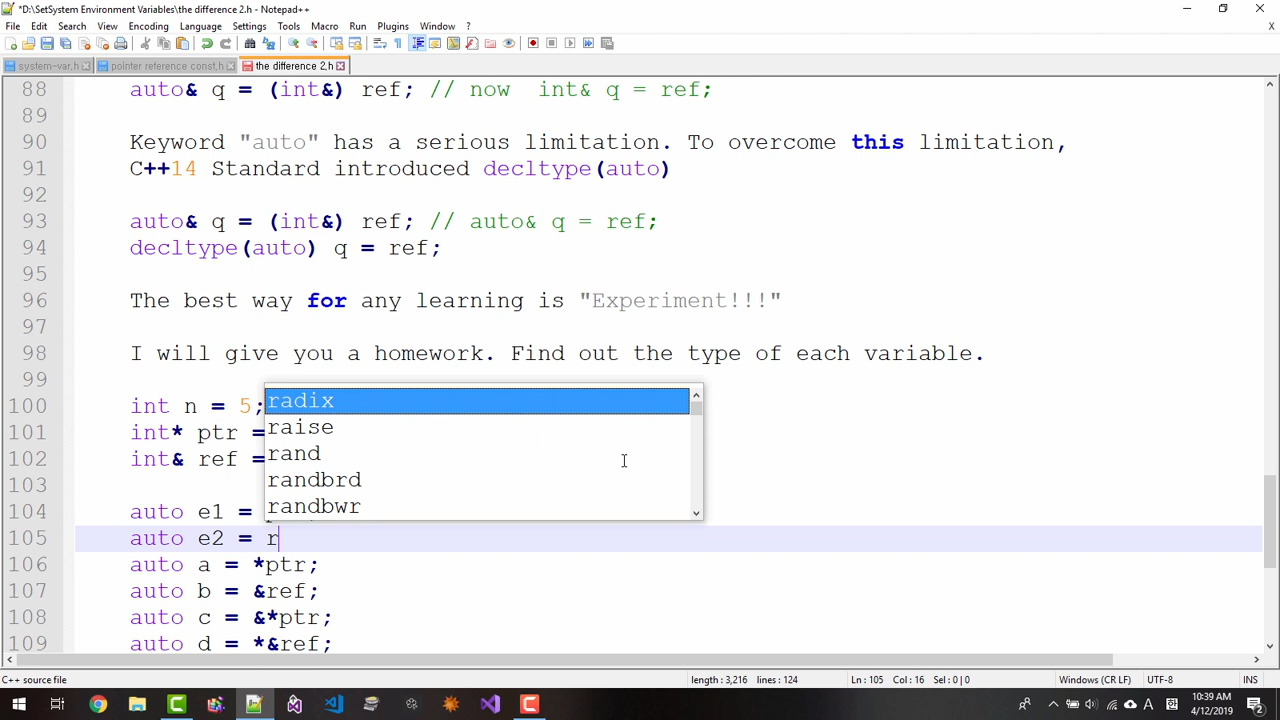 *D:\SetSystem Environment Variables\the difference 2.h - Notepad++
File Edit Search View Encoding Language Settings Tools Macro Run Plugins Window ?
X
system-var.h pointer reference const.h the difference 2.h
88 auto& q = (int&) ref; // now  int& q = ref;
89
90 Keyword "auto" has a serious limitation. To overcome this limitation,
91 C++14 Standard introduced decltype(auto)
92
93 auto& q = (int&) ref; // auto& q = ref;
94 decltype(auto) q = ref;
95
96 The best way for any learning is "Experiment!!!"
97
98 I will give you a homework. Find out the type of each variable.
99
100 int n = 5;
101 int* ptr =
102 int& ref =
103
104 auto e1 =
105 auto e2 = r
106 auto a = *ptr;
107 auto b = &ref;
108 auto c = &*ptr;
109 auto d = *&ref;
radix
raise
rand
randbrd
randbwr
C++ source file length : 3,216 lines : 124 Ln : 105 Col : 16 Sel : 0 | 0 Windows (CR LF) UTF-8 INS
10:39 AM
4/12/2019